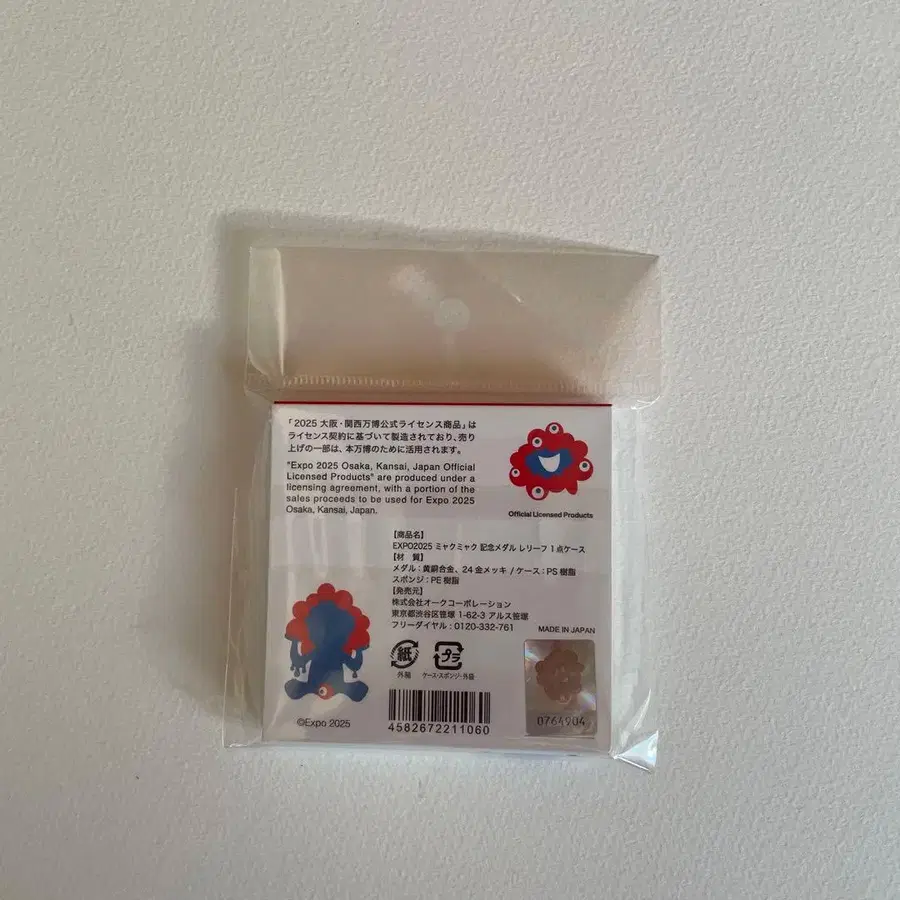 「2025 大阪・関西万博公式ライセンス商品」は
ライセンス契約に基づいて製造されており、売り
上げの一部は、本万博のために活用されます。
"Expo 2025 Osaka, Kansai, Japan Official
Licensed Products" are produced under a
licensing agreement, with a portion of the
sales proceeds to be used for Expo 2025
Osaka, Kansai, Japan.
Official Licensed Products
【商品名】
EXPO2025 ミャクミャク 記念メダル レリーフ 1点ケース
【材　質】
メダル：黄銅合金、24金メッキ / ケース：PS樹脂
スポンジ：PE樹脂
【発売元】
株式会社オークコーポレーション
東京都渋谷区笹塚 1-62-3 アルス笹塚
フリーダイヤル：0120-332-761
MADE IN JAPAN
紙
外箱
プラ
ケース・スポンジ・外袋
0764904
4582672211060
©Expo 2025